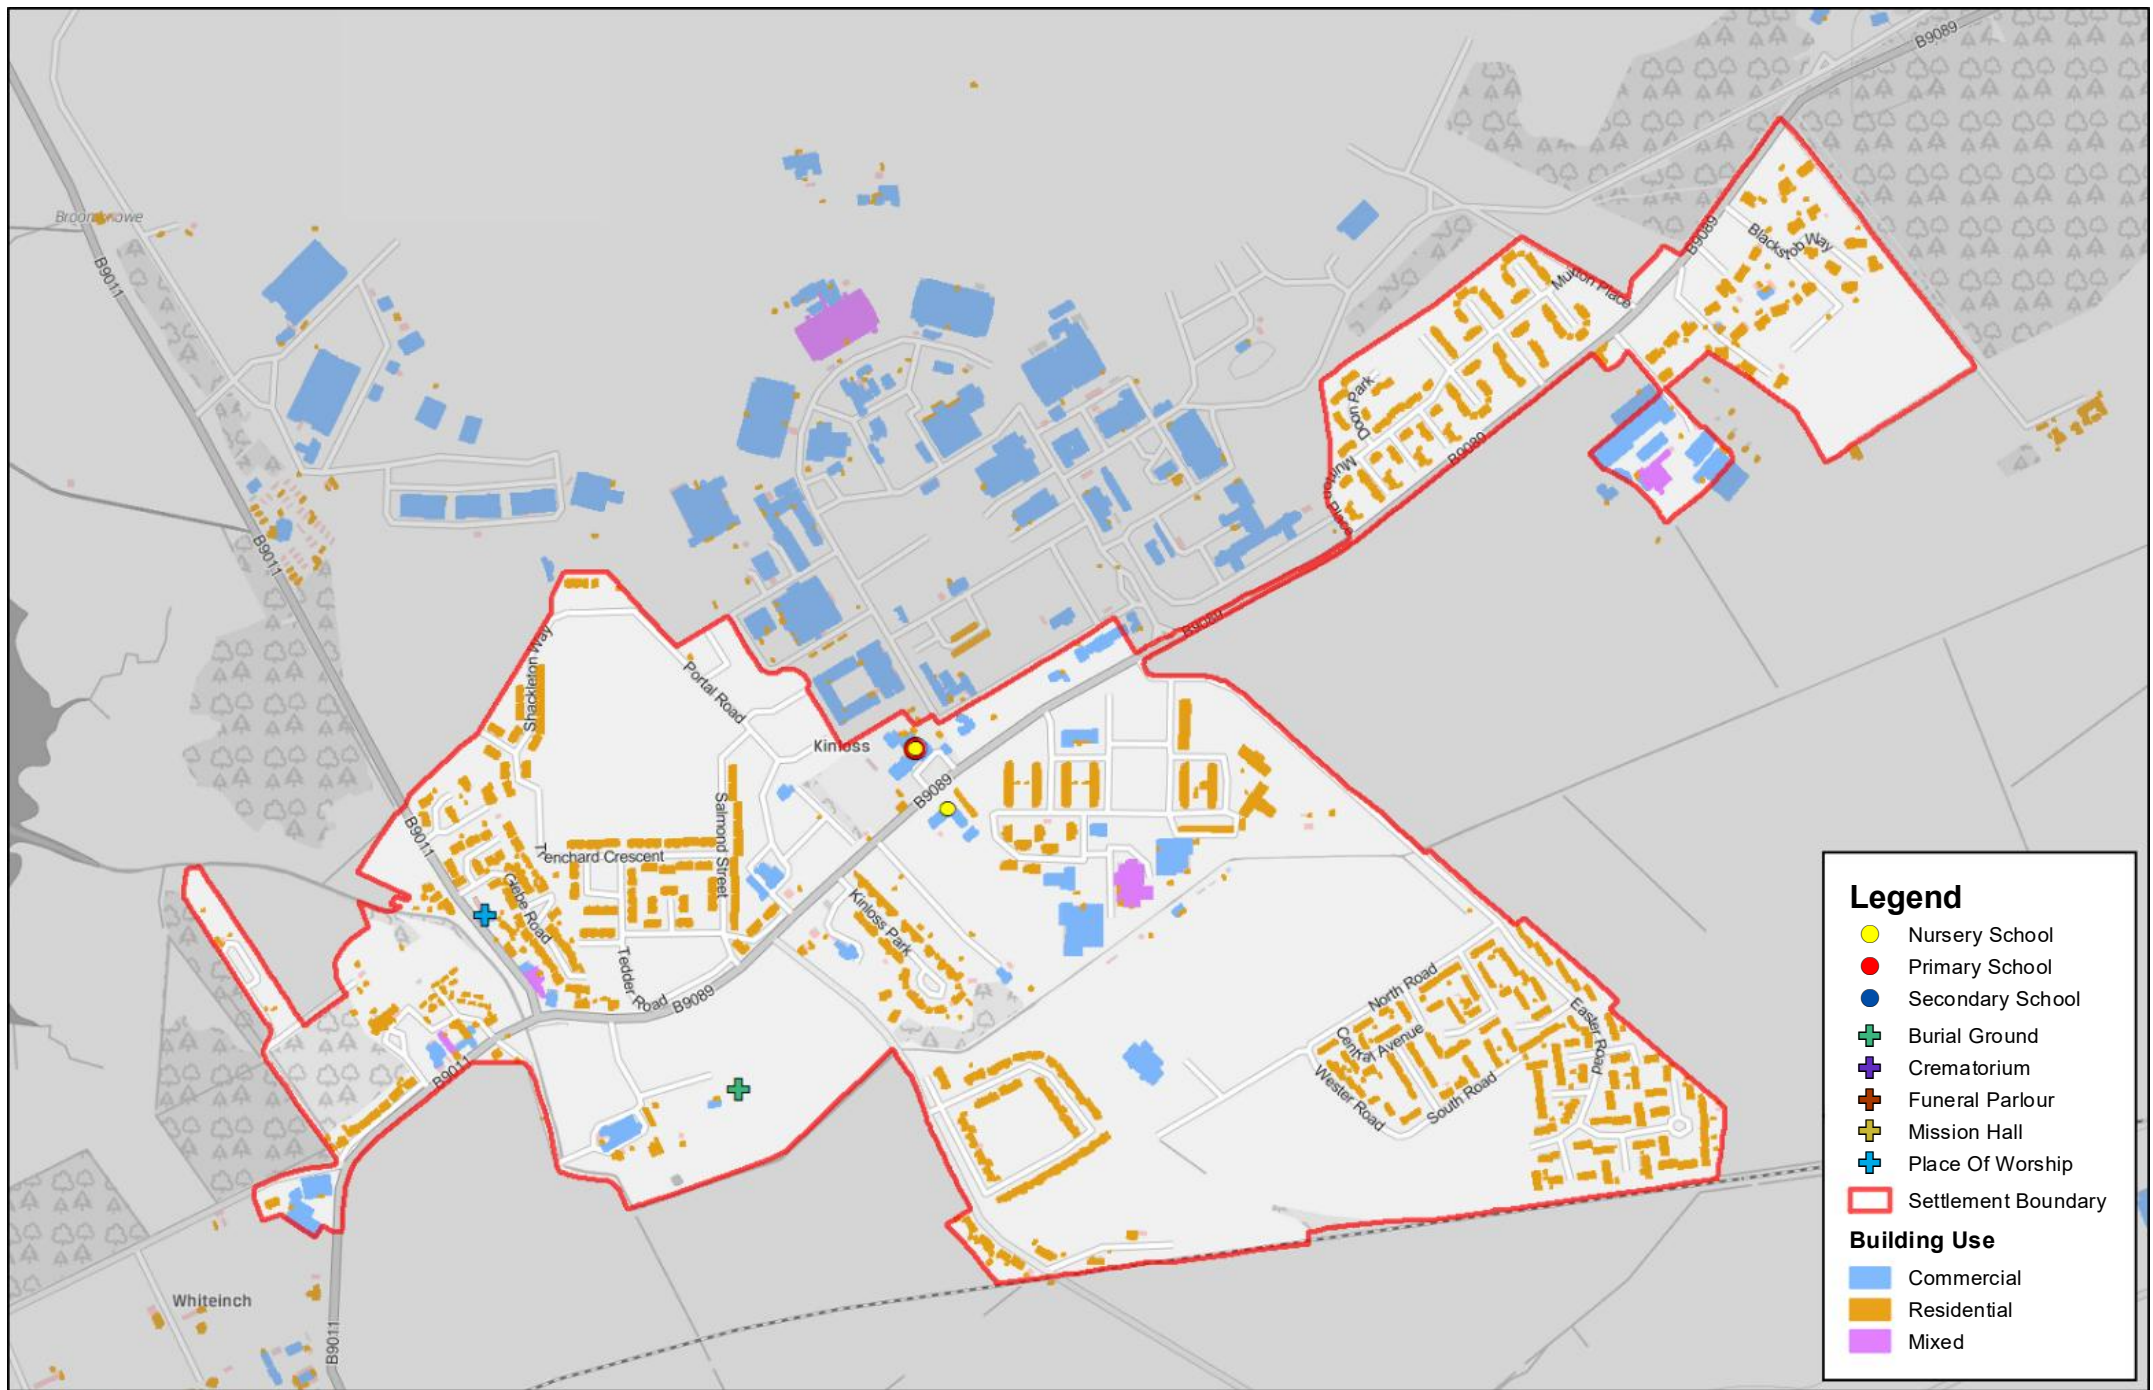 B9089
Broomknowe
B9011
B9089
Blackstob Way
Muirton Place
Doon Park
B9089
Muirton Place
B9011
B9089
Shackleton Way
Portal Road
Kinloss
B9089
Salmond Street
B9011
Trenchard Crescent
Glebe Road
Kinloss Park
Tedder Road
B9089
North Road
Central Avenue
Easter Road
Wester Road
South Road
B9011
Whiteinch
B9011
Legend
Nursery School
Primary School
Secondary School
Burial Ground
Crematorium
Funeral Parlour
Mission Hall
Place Of Worship
Settlement Boundary
Building Use
Commercial
Residential
Mixed